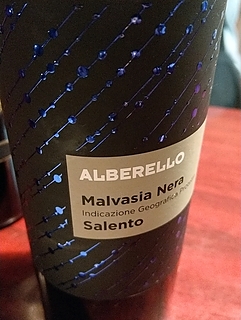 ALBERELLO
Malvasia Nera
Indicazione Geografica
Salento